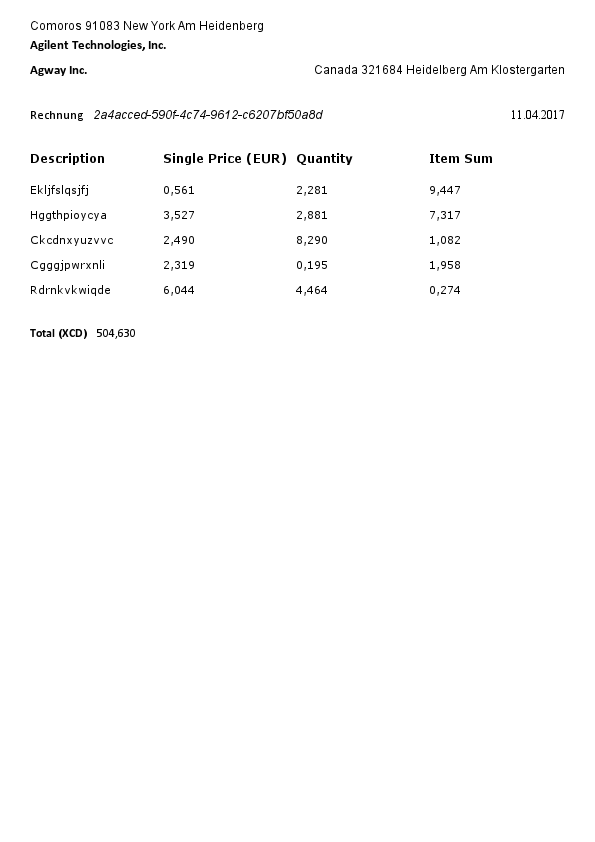 Comoros 91083 New York Am Heidenberg
Agilent Technologies, Inc.
Agway Inc. Canada 321684 Heidelberg Am Klostergarten
Rechnung 2a4acced-590f-4c74-9612-c6207bf50a8d 11.04.2017
Description Single Price (EUR) Quantity Item Sum
Ekljfslqsjfj 0,561 2,281 9,447
Hggthpioycya 3,527 2,881 7,317
Ckcdnxyuzvvc 2,490 8,290 1,082
Cgggjpwrxnli 2,319 0,195 1,958
Rdrnkvkwiqde 6,044 4,464 0,274
Total (XCD) 504,630